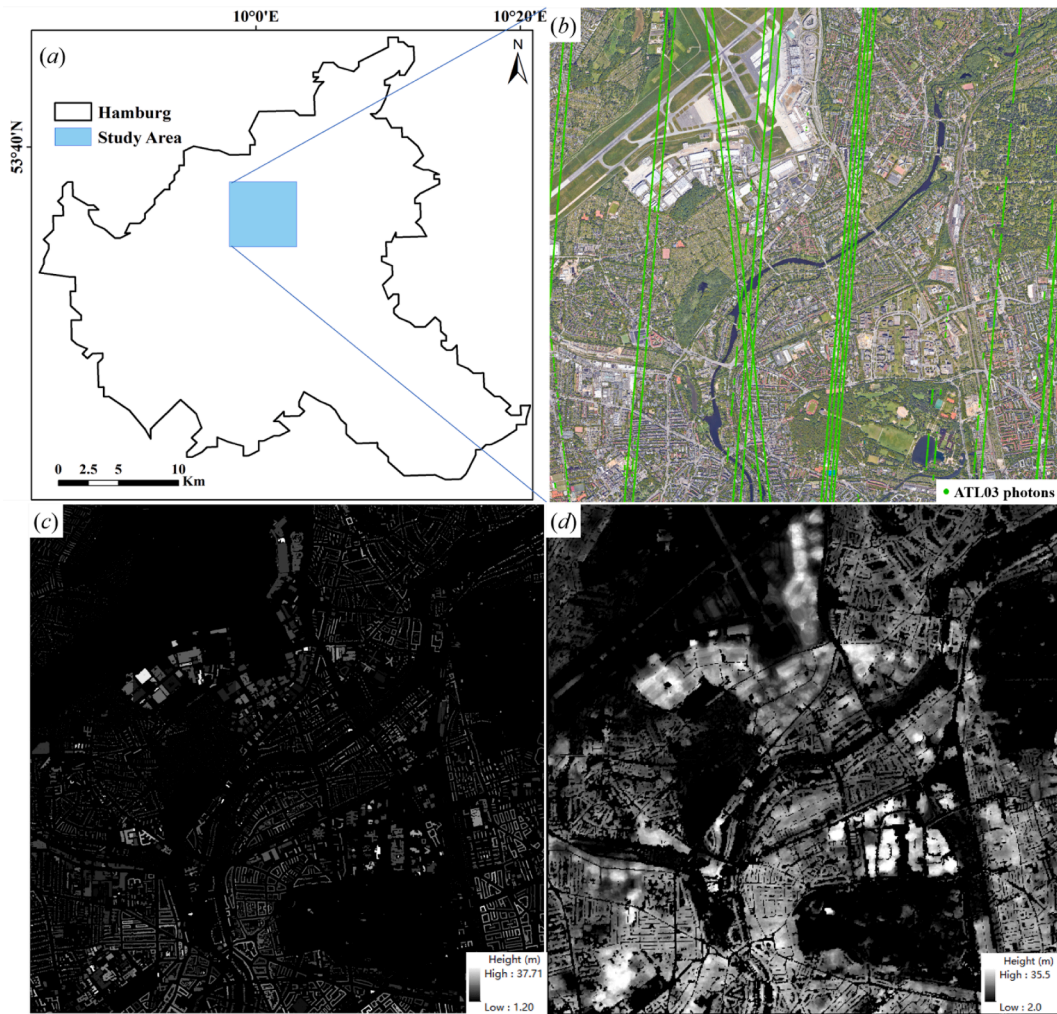 10°0'E
10°20'E
(a)
N
Hamburg
Study Area
53°40'N
0 2.5 5 10
Km
(b)
ATL03 photons
(c)
Height (m)
High : 37.71
Low : 1.20
(d)
Height (m)
High : 35.5
Low : 2.0